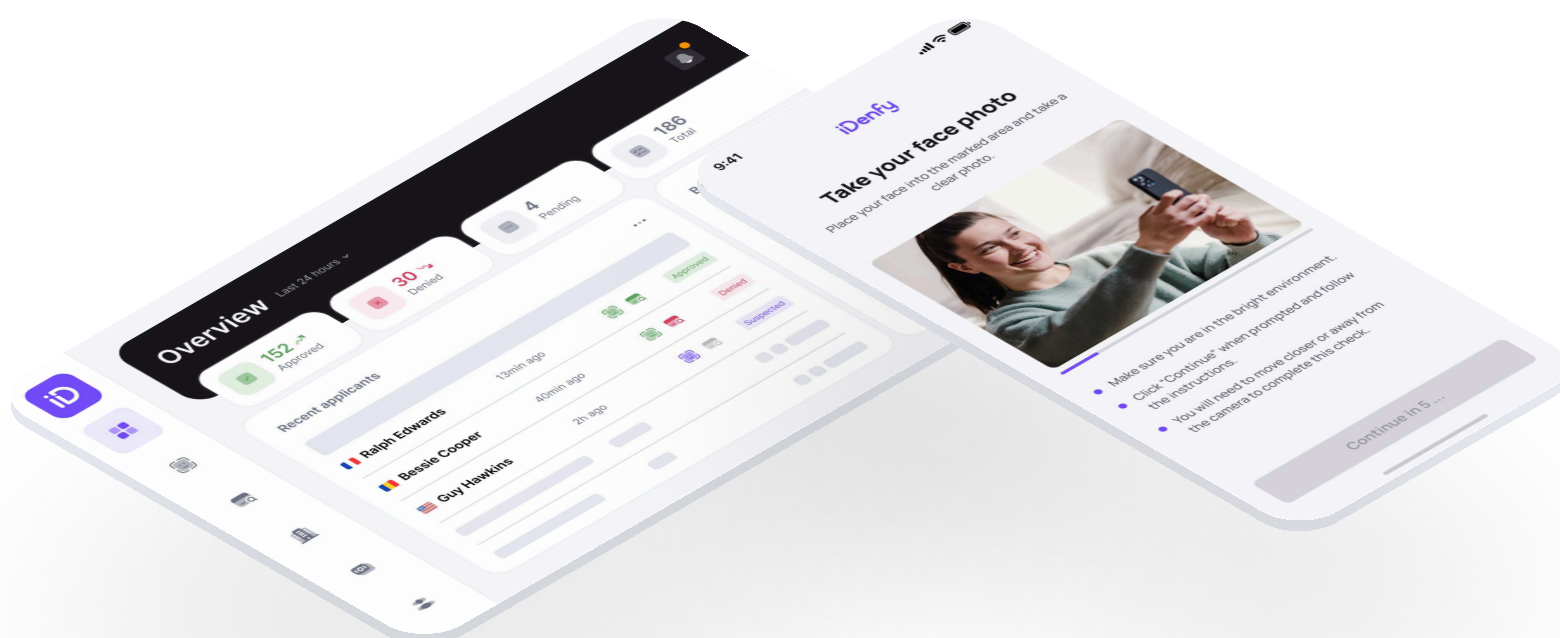 iD
Overview
Last 24 hours
152
Approved
30
Denied
4
Pending
186
Total
Recent applicants
Ralph Edwards
13min ago
Approved
Bessie Cooper
40min ago
Denied
Guy Hawkins
2h ago
Suspected
B
9:41
iDenfy
Take your face photo
Place your face into the marked area and take a
clear photo.
Make sure you are in the bright environment.
Click "Continue" when prompted and follow
the instructions.
You will need to move closer or away from
the camera to complete this check.
Continue in 5 ...